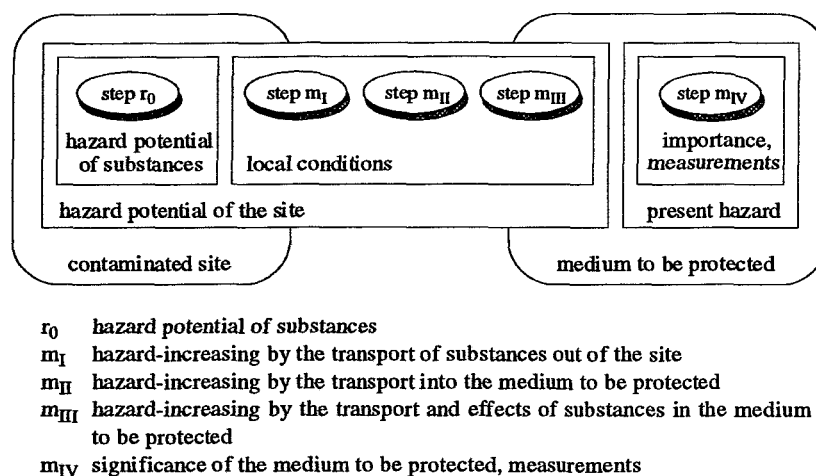 step r₀ step mI step mII step mIII step mIV
hazard potential
of substances
local conditions
importance,
measurements
hazard potential of the site
present hazard
contaminated site
medium to be protected
r₀ hazard potential of substances
mI hazard-increasing by the transport of substances out of the site
mII hazard-increasing by the transport into the medium to be protected
mIII hazard-increasing by the transport and effects of substances in the medium
to be protected
mIV significance of the medium to be protected, measurements